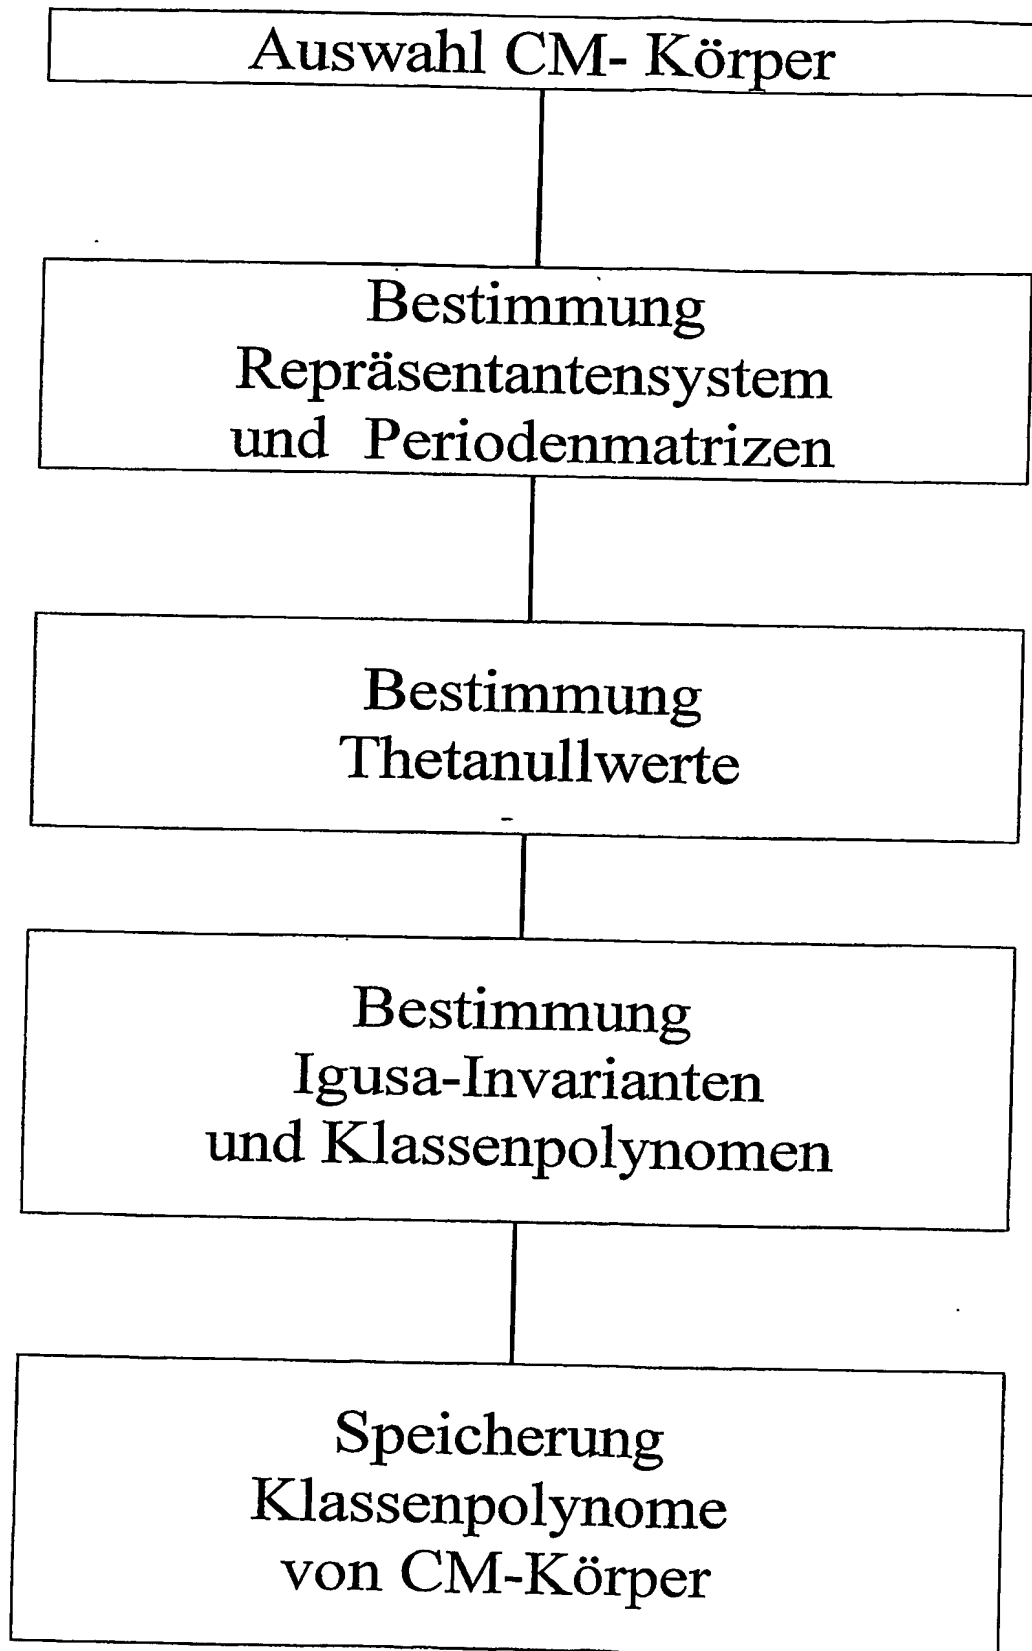 Auswahl CM- Körper
Bestimmung
Repräsentantensystem
und Periodenmatrizen
Bestimmung
Thetanullwerte
Bestimmung
Igusa-Invarianten
und Klassenpolynomen
Speicherung
Klassenpolynome
von CM-Körper